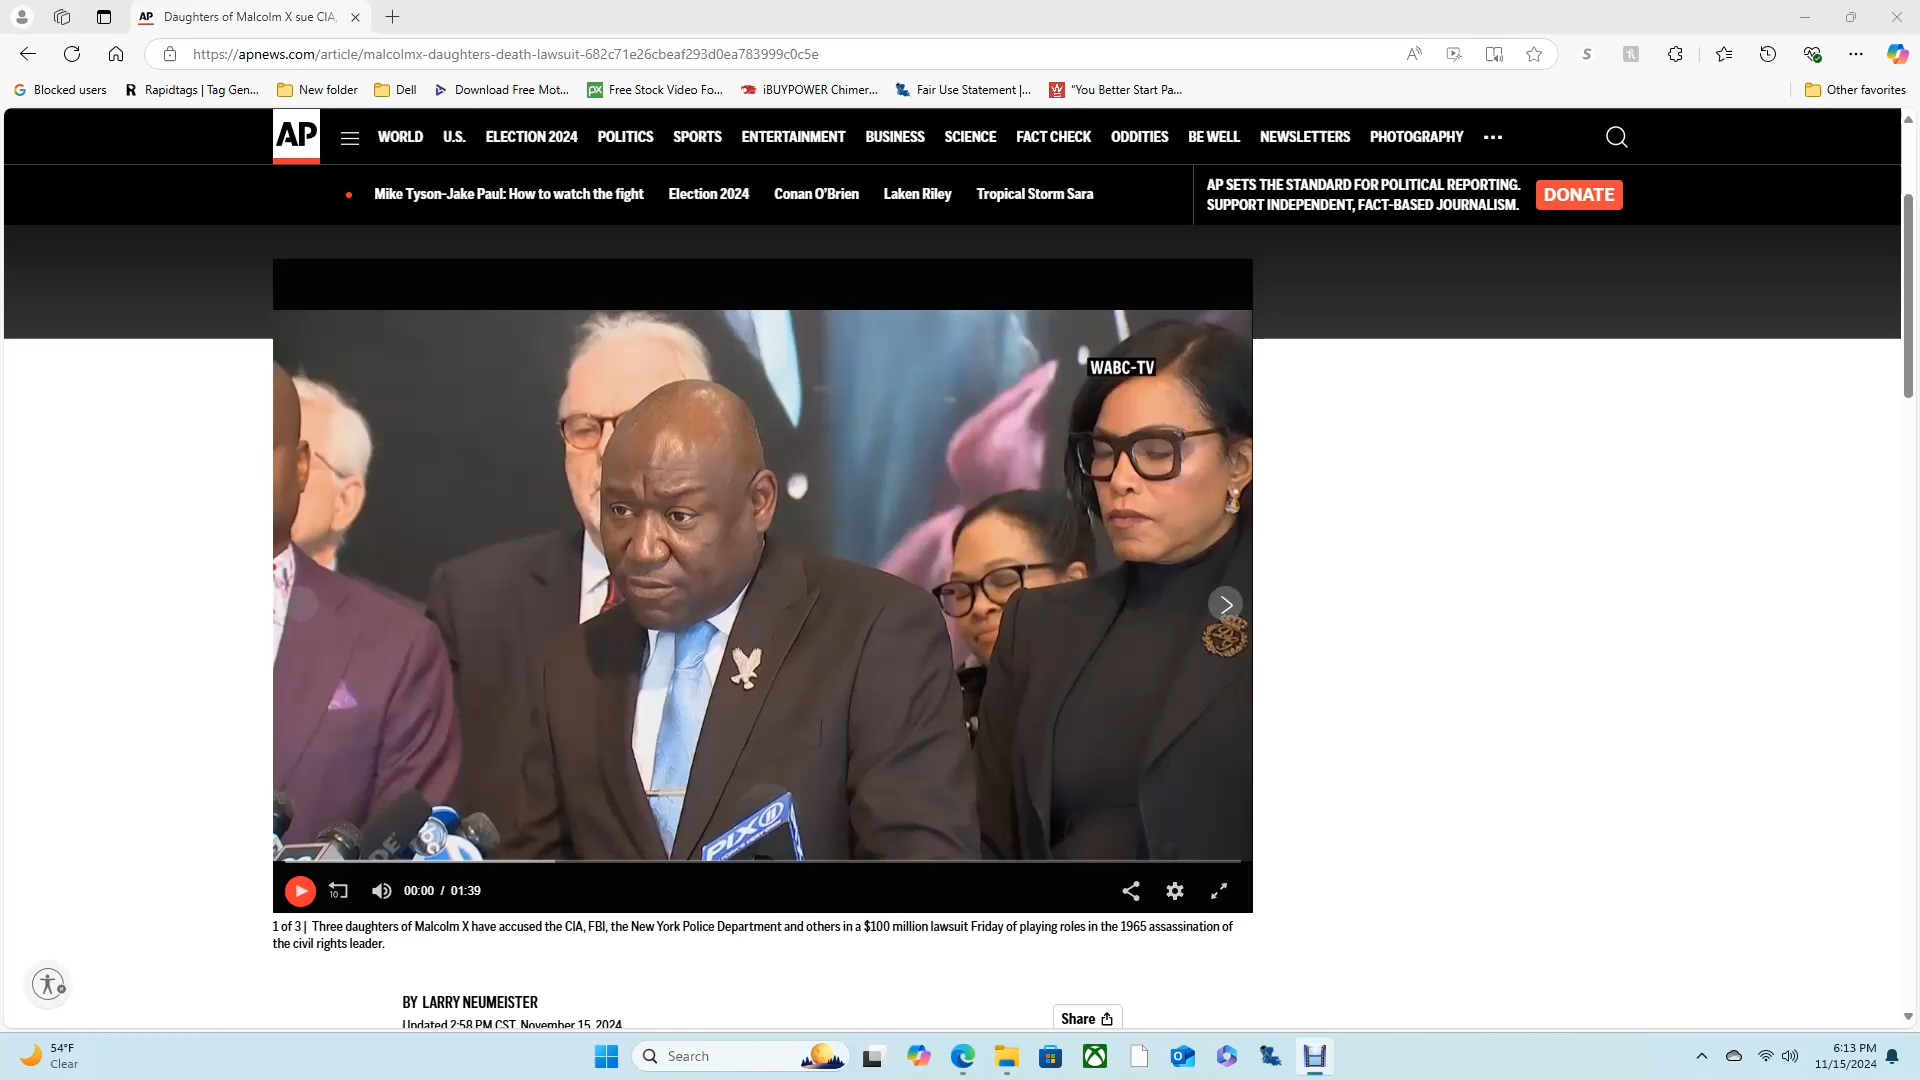 AP Daughters of Malcolm X sue CIA,
https://apnews.com/article/malcolmx-daughters-death-lawsuit-682c71e26cbeaf293d0ea783999c0c5e
Blocked users Rapidtags | Tag Gen... New folder Dell Download Free Mot... Free Stock Video Fo... iBUYPOWER Chimer... Fair Use Statement |... "You Better Start Pa... Other favorites
AP WORLD U.S. ELECTION 2024 POLITICS SPORTS ENTERTAINMENT BUSINESS SCIENCE FACT CHECK ODDITIES BE WELL NEWSLETTERS PHOTOGRAPHY
Mike Tyson-Jake Paul: How to watch the fight Election 2024 Conan O'Brien Laken Riley Tropical Storm Sara
AP SETS THE STANDARD FOR POLITICAL REPORTING.
SUPPORT INDEPENDENT, FACT-BASED JOURNALISM.
DONATE
WABC-TV
PIX 11
00:00 / 01:39
1 of 3 | Three daughters of Malcolm X have accused the CIA, FBI, the New York Police Department and others in a $100 million lawsuit Friday of playing roles in the 1965 assassination of
the civil rights leader.
BY LARRY NEUMEISTER
Updated 2:58 PM CST, November 15, 2024
Share
54°F
Clear
Search
6:13 PM
11/15/2024